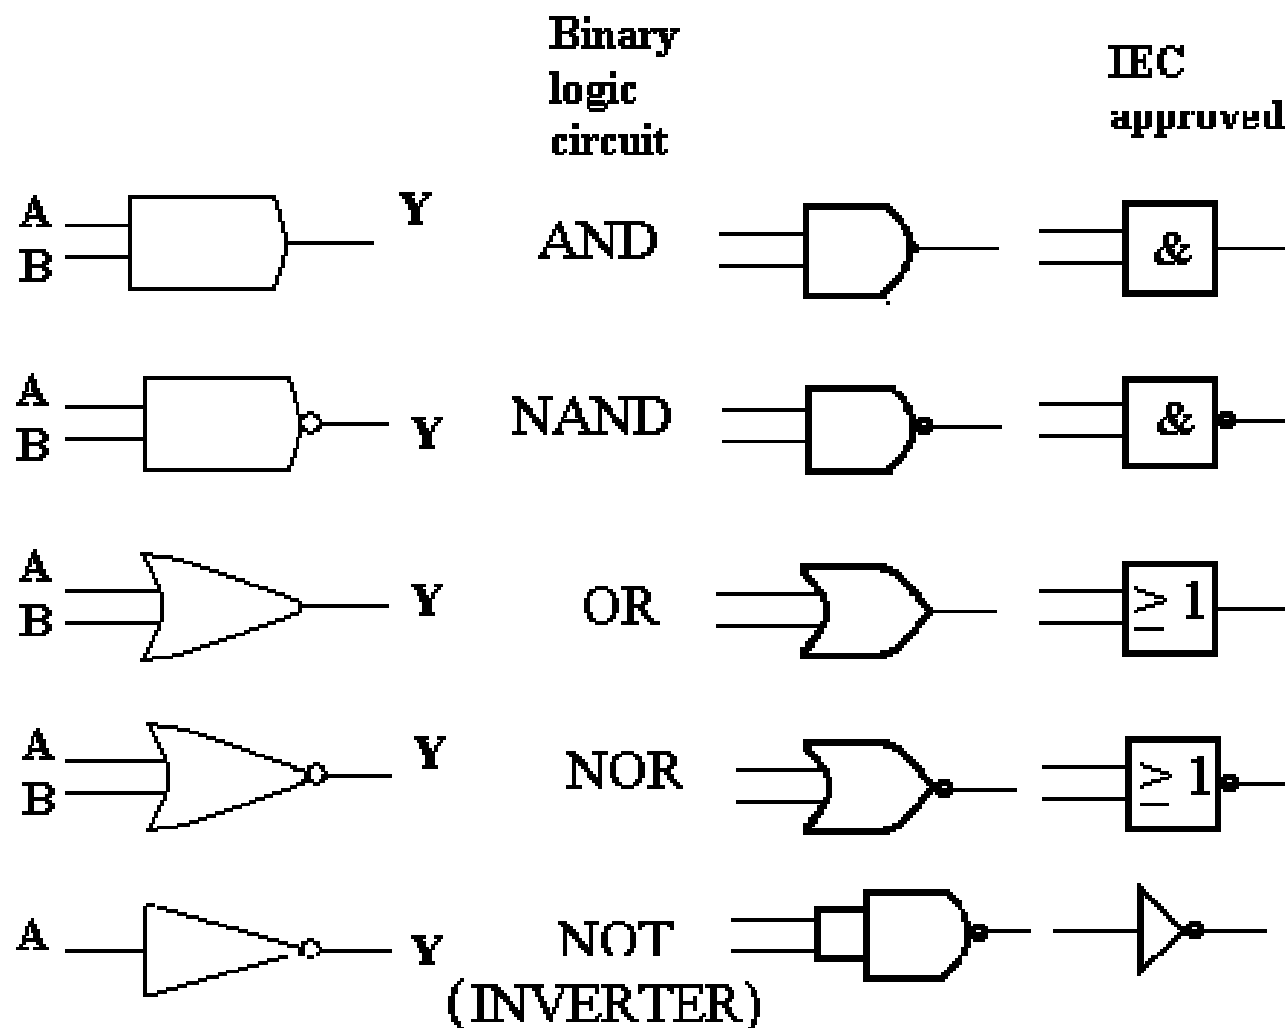 Binary
logic
circuit
IEC
approved
A
B
Y
AND
&
A
B
Y
NAND
&
A
B
Y
OR
≥ 1
A
B
Y
NOR
≥ 1
A
Y
NOT
(INVERTER)